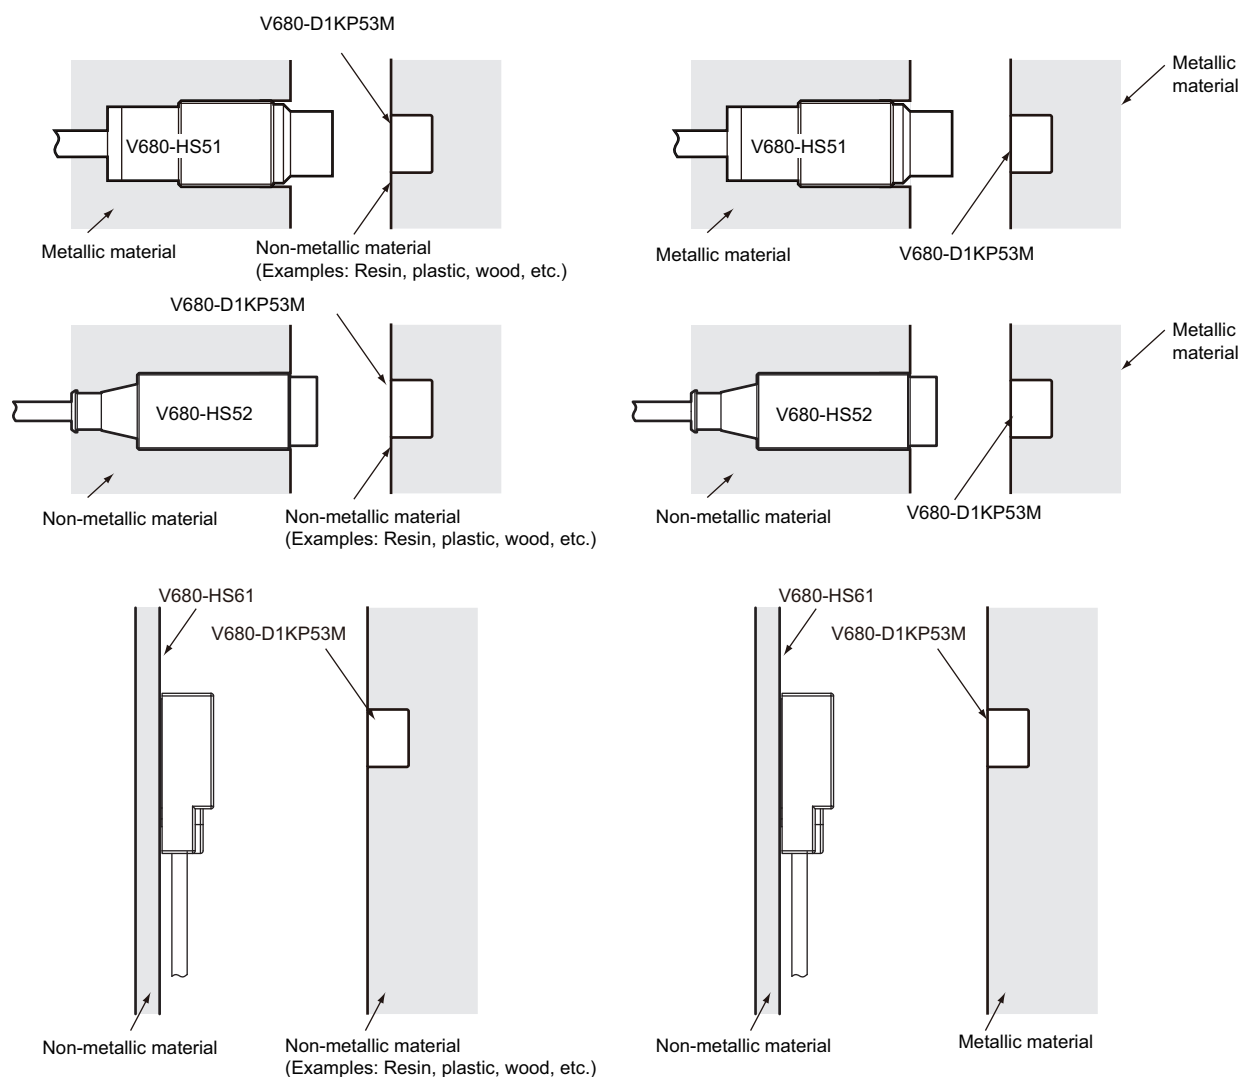 V680-D1KP53M
V680-HS51
Metallic material
Non-metallic material
(Examples: Resin, plastic, wood, etc.)
Metallic
material
V680-HS51
Metallic material
V680-D1KP53M
V680-D1KP53M
V680-HS52
Non-metallic material
Non-metallic material
(Examples: Resin, plastic, wood, etc.)
Metallic
material
V680-HS52
Non-metallic material
V680-D1KP53M
V680-HS61
V680-D1KP53M
Non-metallic material
Non-metallic material
(Examples: Resin, plastic, wood, etc.)
V680-HS61
V680-D1KP53M
Non-metallic material
Metallic material